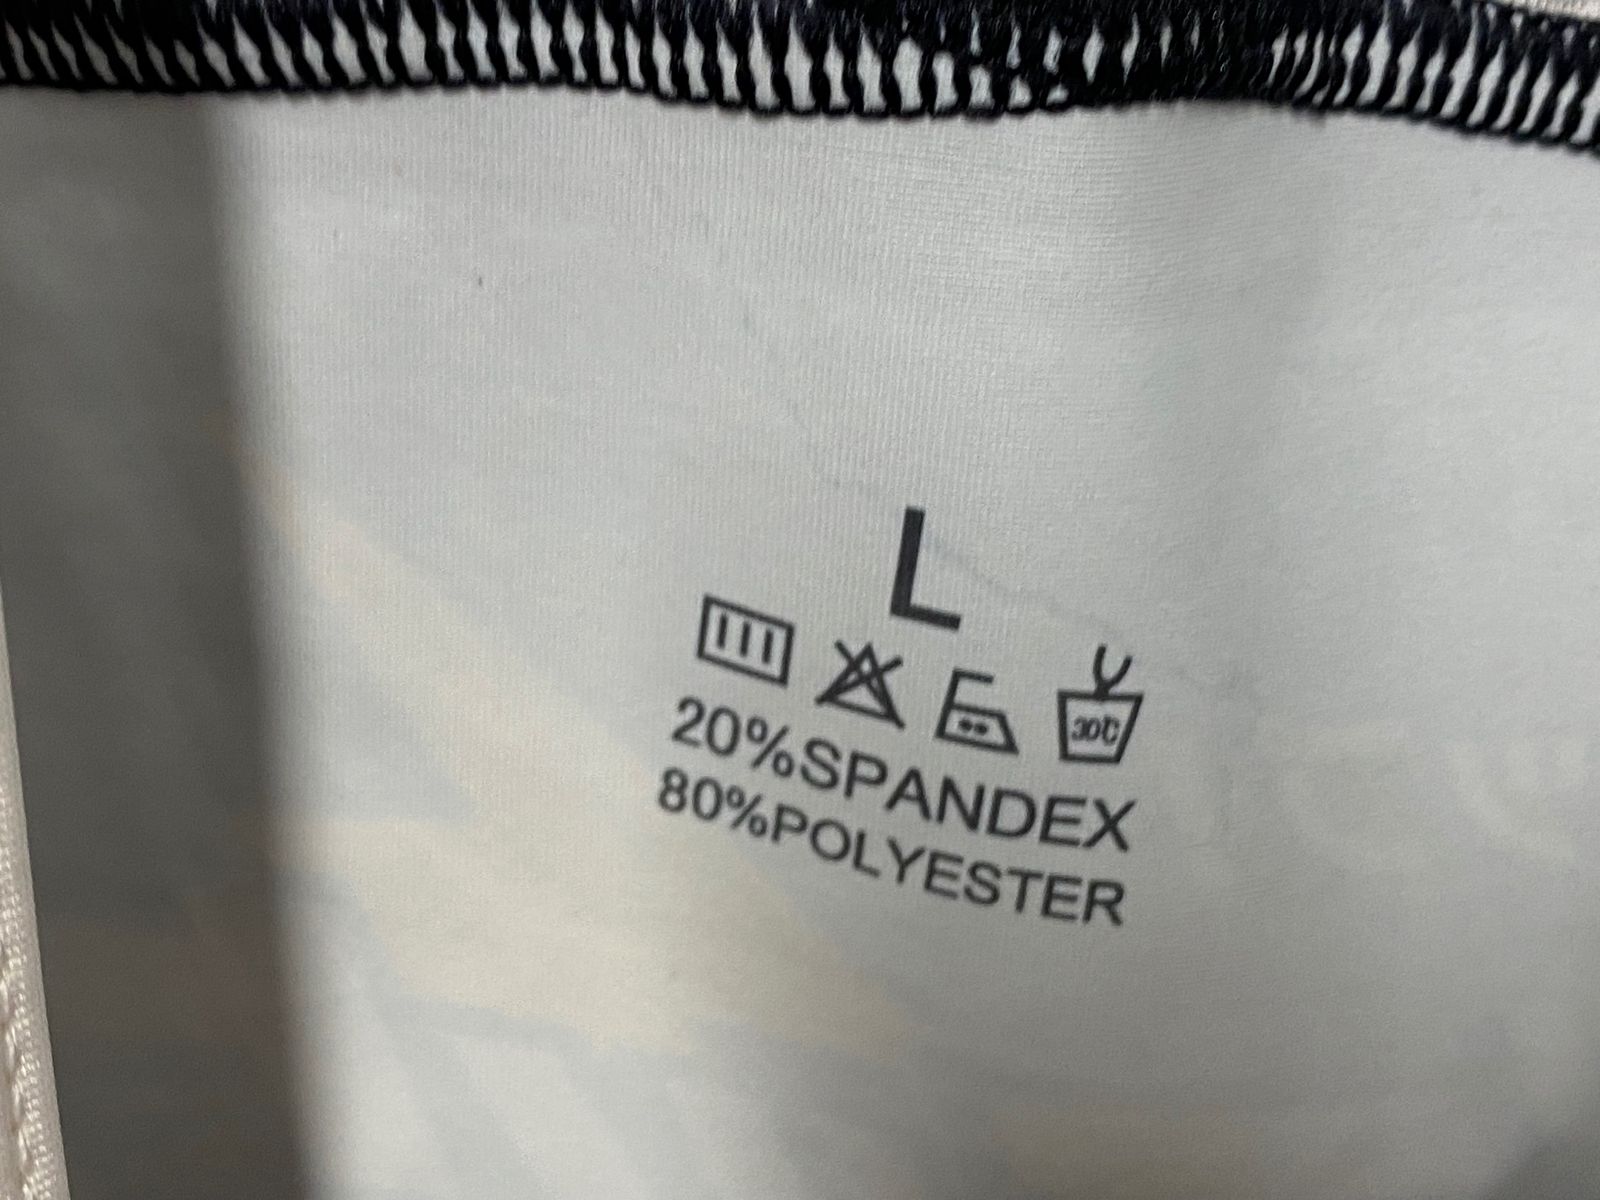 L
30℃
20%SPANDEX
80%POLYESTER